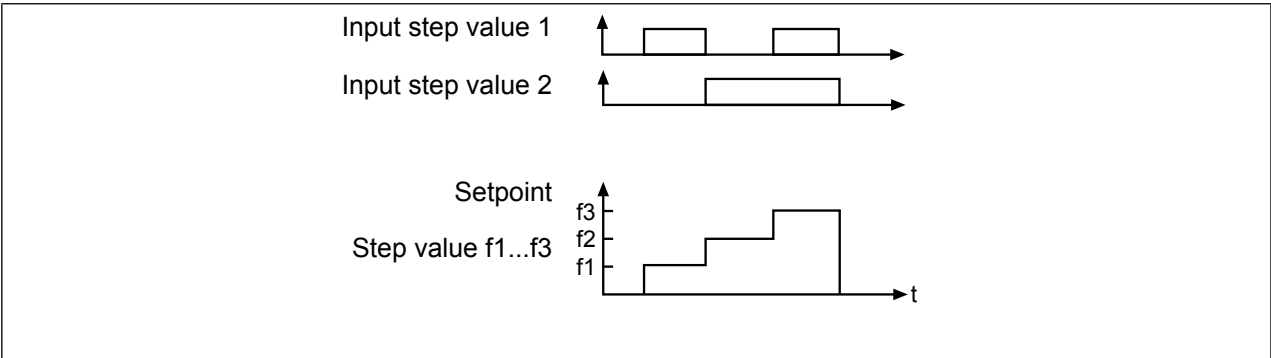 Input step value 1
Input step value 2
Setpoint
f3
f2
Step value f1...f3
f1
t